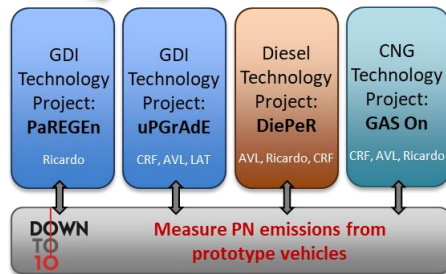 GDI
Technology
Project:
PaREGEn
Ricardo
GDI
Technology
Project:
uPGrAdE
CRF, AVL, LAT
Diesel
Technology
Project:
DiePeR
AVL, Ricardo, CRF
CNG
Technology
Project:
GAS On
CRF, AVL, Ricardo
DOWN
TO
10
Measure PN emissions from
prototype vehicles